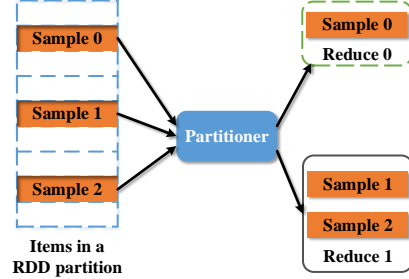 Sample 0
Sample 1
Sample 2
Items in a
RDD partition
Partitioner
Sample 0
Reduce 0
Sample 1
Sample 2
Reduce 1